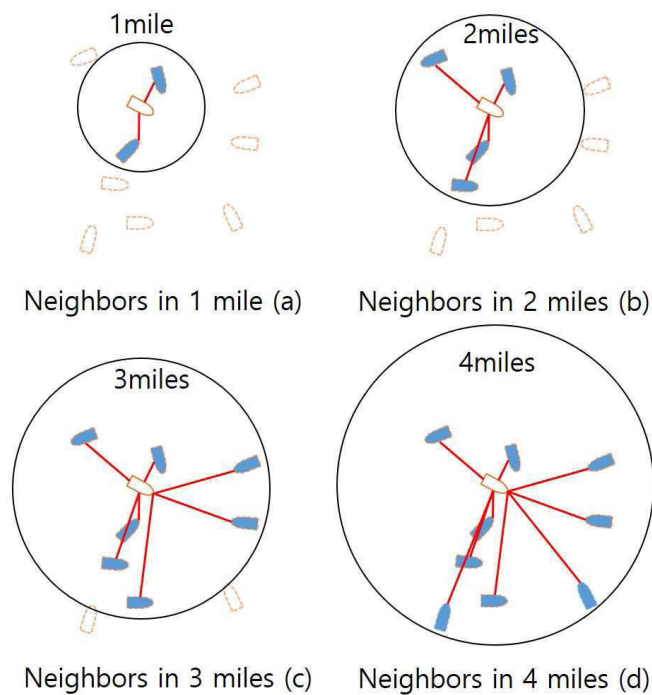 1mile
2miles
Neighbors in 1 mile (a)
Neighbors in 2 miles (b)
3miles
4miles
Neighbors in 3 miles (c)
Neighbors in 4 miles (d)